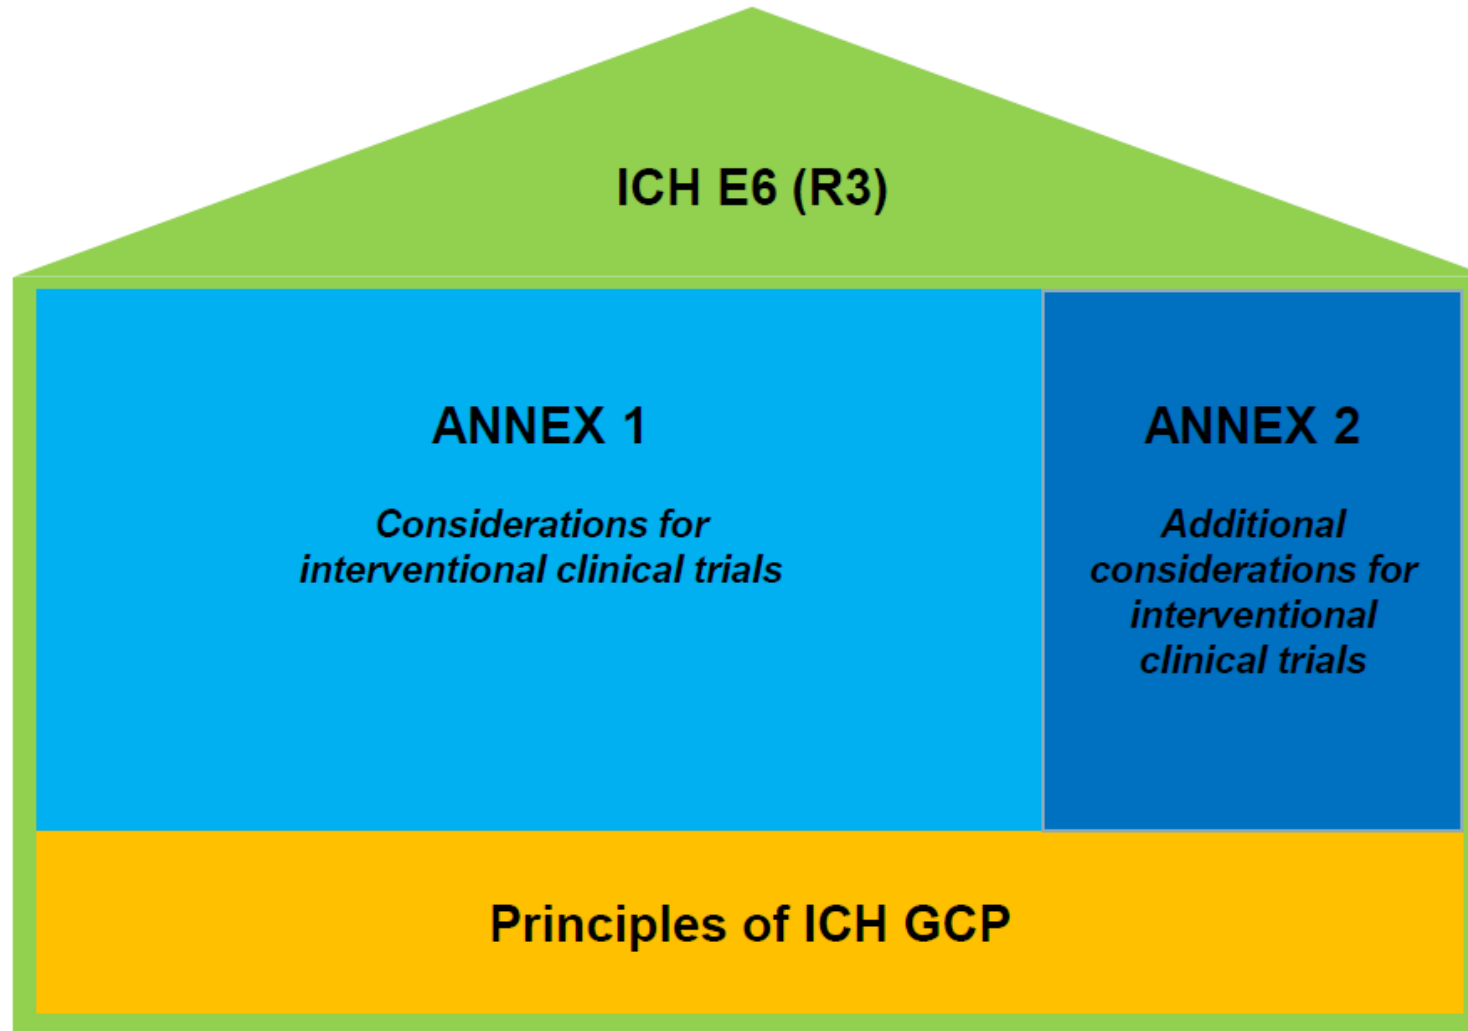 ICH E6 (R3)
ANNEX 1
Considerations for
interventional clinical trials
ANNEX 2
Additional
considerations for
interventional
clinical trials
Principles of ICH GCP